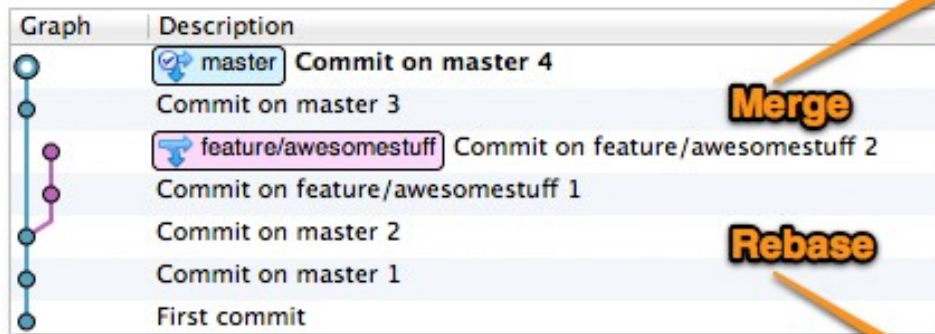 Graph Description
master Commit on master 4
Commit on master 3
Merge
feature/awesomestuff Commit on feature/awesomestuff 2
Commit on feature/awesomestuff 1
Commit on master 2
Rebase
Commit on master 1
First commit